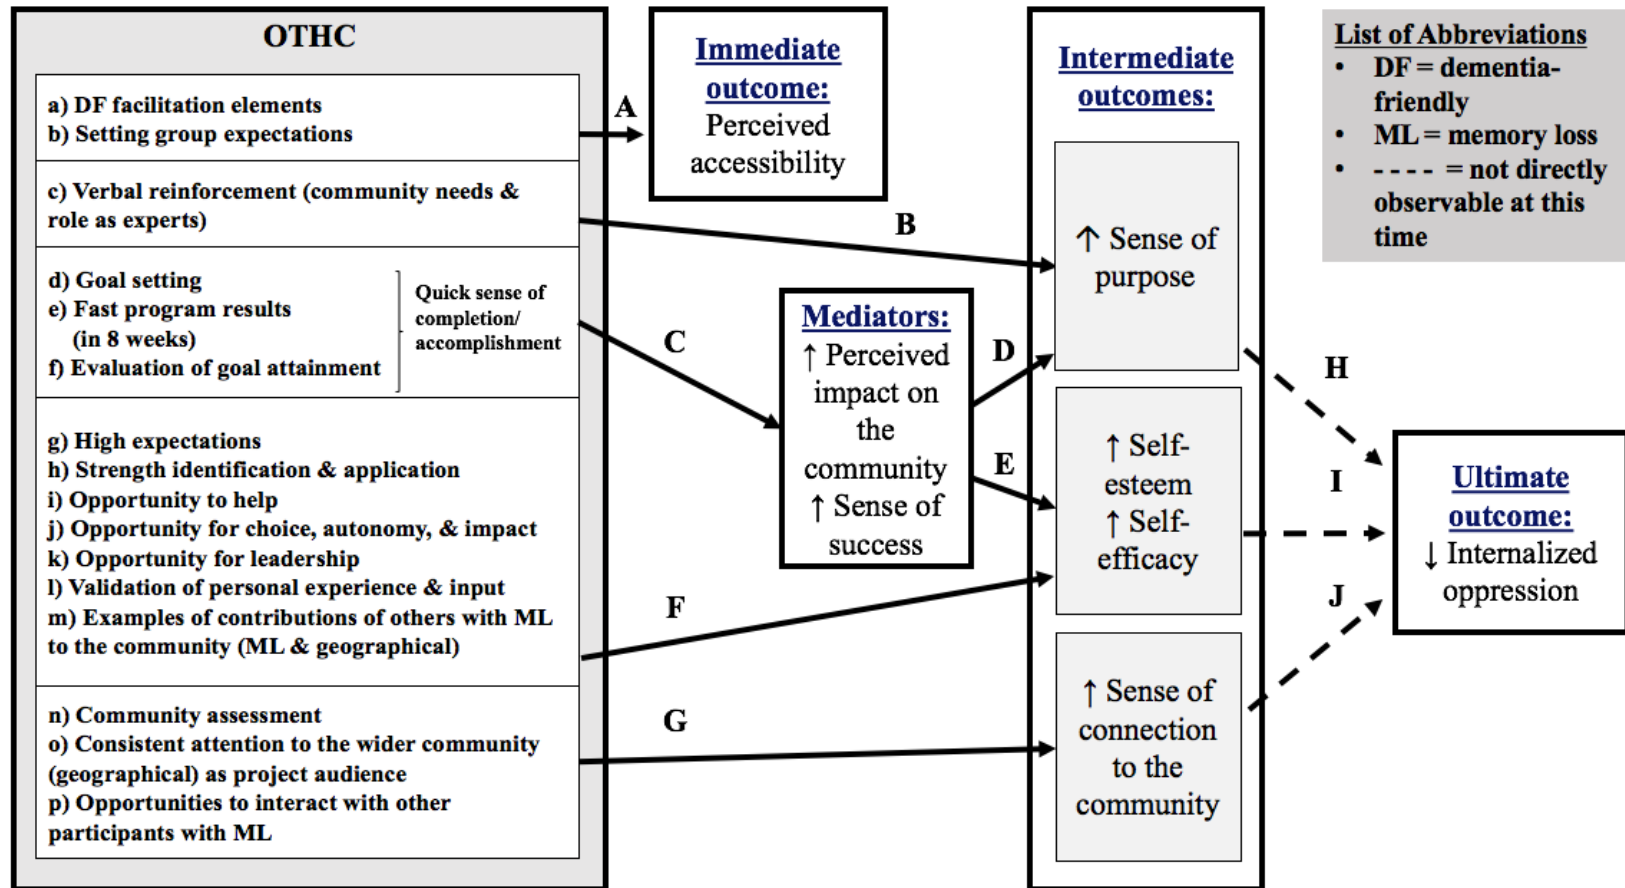 OTHC
a) DF facilitation elements
b) Setting group expectations
c) Verbal reinforcement (community needs &
role as experts)
d) Goal setting
e) Fast program results
(in 8 weeks)
f) Evaluation of goal attainment
Quick sense of
completion/
accomplishment
g) High expectations
h) Strength identification & application
i) Opportunity to help
j) Opportunity for choice, autonomy, & impact
k) Opportunity for leadership
l) Validation of personal experience & input
m) Examples of contributions of others with ML
to the community (ML & geographical)
n) Community assessment
o) Consistent attention to the wider community
(geographical) as project audience
p) Opportunities to interact with other
participants with ML
A
B
C
F
G
Immediate
outcome:
Perceived
accessibility
Mediators:
↑ Perceived
impact on
the
community
↑ Sense of
success
D
E
Intermediate
outcomes:
↑ Sense of
purpose
↑ Self-
esteem
↑ Self-
efficacy
↑ Sense of
connection
to the
community
H
I
J
Ultimate
outcome:
↓ Internalized
oppression
List of Abbreviations
• DF = dementia-
friendly
• ML = memory loss
• - - - - = not directly
observable at this
time